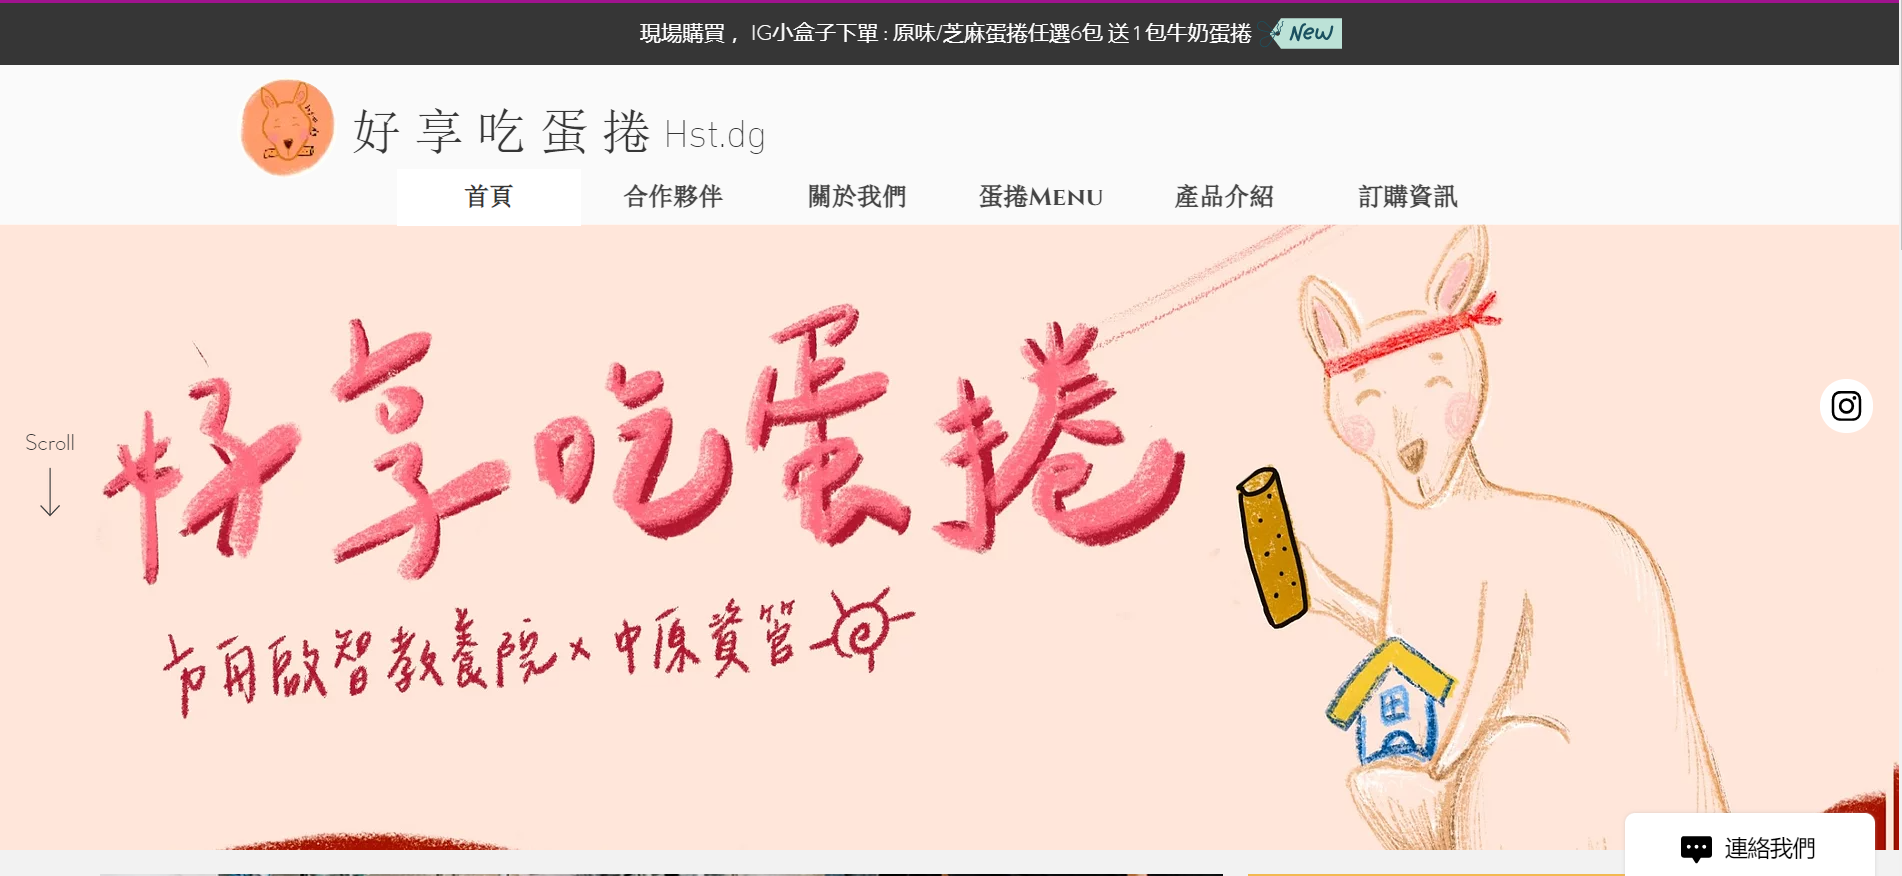 現場購買， IG小盒子下單 : 原味/芝麻蛋捲任選6包 送1包牛奶蛋捲 New
好享吃蛋捲 Hst.dg
首頁 合作夥伴 關於我們 蛋捲MENU 產品介紹 訂購資訊
好享吃蛋捲
Scroll
方舟啟智教養院 x 中原資管
連絡我們